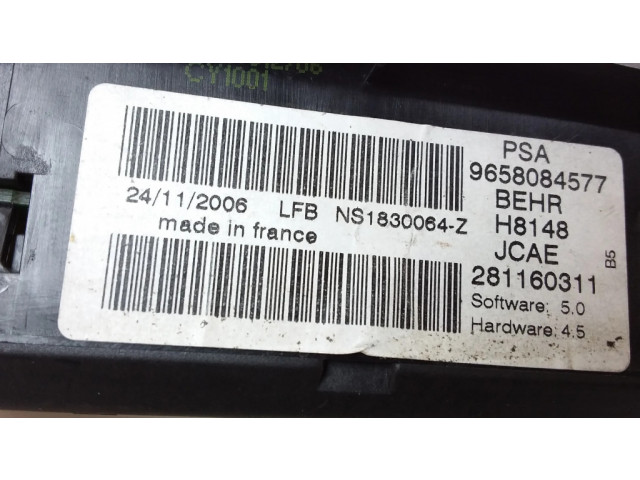 CY1001
PSA
9658084577
BEHR
H8148
JCAE
281160311
Software: 5.0
Hardware: 4.5
B5
24/11/2006 LFB NS1830064-Z
made in france